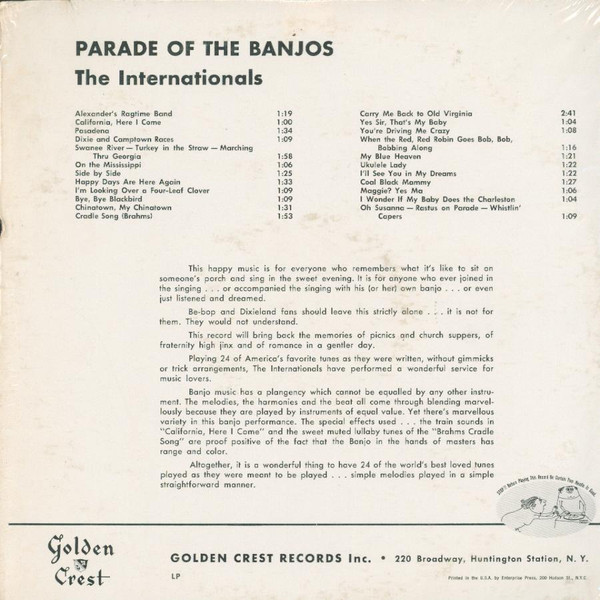 PARADE OF THE BANJOS
The Internationals
Alexander's Ragtime Band 1:19
California, Here I Come 1:00
Pasadena 1:34
Dixie and Camptown Races 1:09
Swanee River — Turkey in the Straw — Marching
Thru Georgia 1:58
On the Mississippi 1:06
Side by Side 1:25
Happy Days Are Here Again 1:33
I'm Looking Over a Four-Leaf Clover 1:09
Bye, Bye Blackbird 1:09
Chinatown, My Chinatown 1:31
Cradle Song (Brahms) 1:53
Carry Me Back to Old Virginia 2:41
Yes Sir, That's My Baby 1:04
You're Driving Me Crazy 1:08
When the Red, Red Robin Goes Bob, Bob,
Bobbing Along 1:16
My Blue Heaven 1:21
Ukulele Lady 1:22
I'll See You in My Dreams 1:22
Coal Black Mammy 1:27
Maggie? Yes Ma 1:06
I Wonder If My Baby Does the Charleston 1:04
Oh Susanna — Rastus on Parade — Whistlin'
Capers 1:09
This happy music is for everyone who remembers what it's like to sit on
someone's porch and sing in the sweet evening. It is for anyone who ever joined in
the singing . . . or accompanied the singing with his (or her) own banjo . . . or even
just listened and dreamed.
Be-bop and Dixieland fans should leave this strictly alone . . . it is not for
them. They would not understand.
This record will bring back the memories of picnics and church suppers, of
fraternity high jinx and of romance in a gentler day.
Playing 24 of America's favorite tunes as they were written, without gimmicks
or trick arrangements, The Internationals have performed a wonderful service for
music lovers.
Banjo music has a plangency which cannot be equalled by any other instru-
ment. The melodies, the harmonies and the beat all come through blending marvel-
lously because they are played by instruments of equal value. Yet there's marvellous
variety in this banjo performance. The special effects used . . . the train sounds in
"California, Here I Come" and the sweet muted lullaby tunes of the "Brahms Cradle
Song" are proof positive of the fact that the Banjo in the hands of masters has
range and color.
Altogether, it is a wonderful thing to have 24 of the world's best loved tunes
played as they were meant to be played . . . simple melodies played in a simple
straightforward manner.
Golden
Crest
GOLDEN CREST RECORDS Inc. • 220 Broadway, Huntington Station, N. Y.
LP
Printed in the U.S.A. by Enterprise Press, 200 Hudson St., N.Y.C.